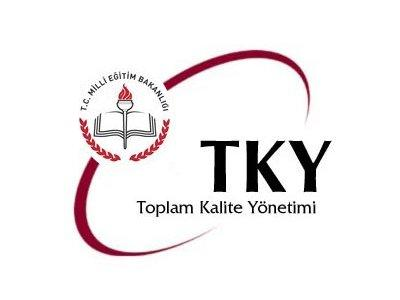 T.C. MİLLİ EĞİTİM BAKANLIĞI
TKY
Toplam Kalite Yönetimi